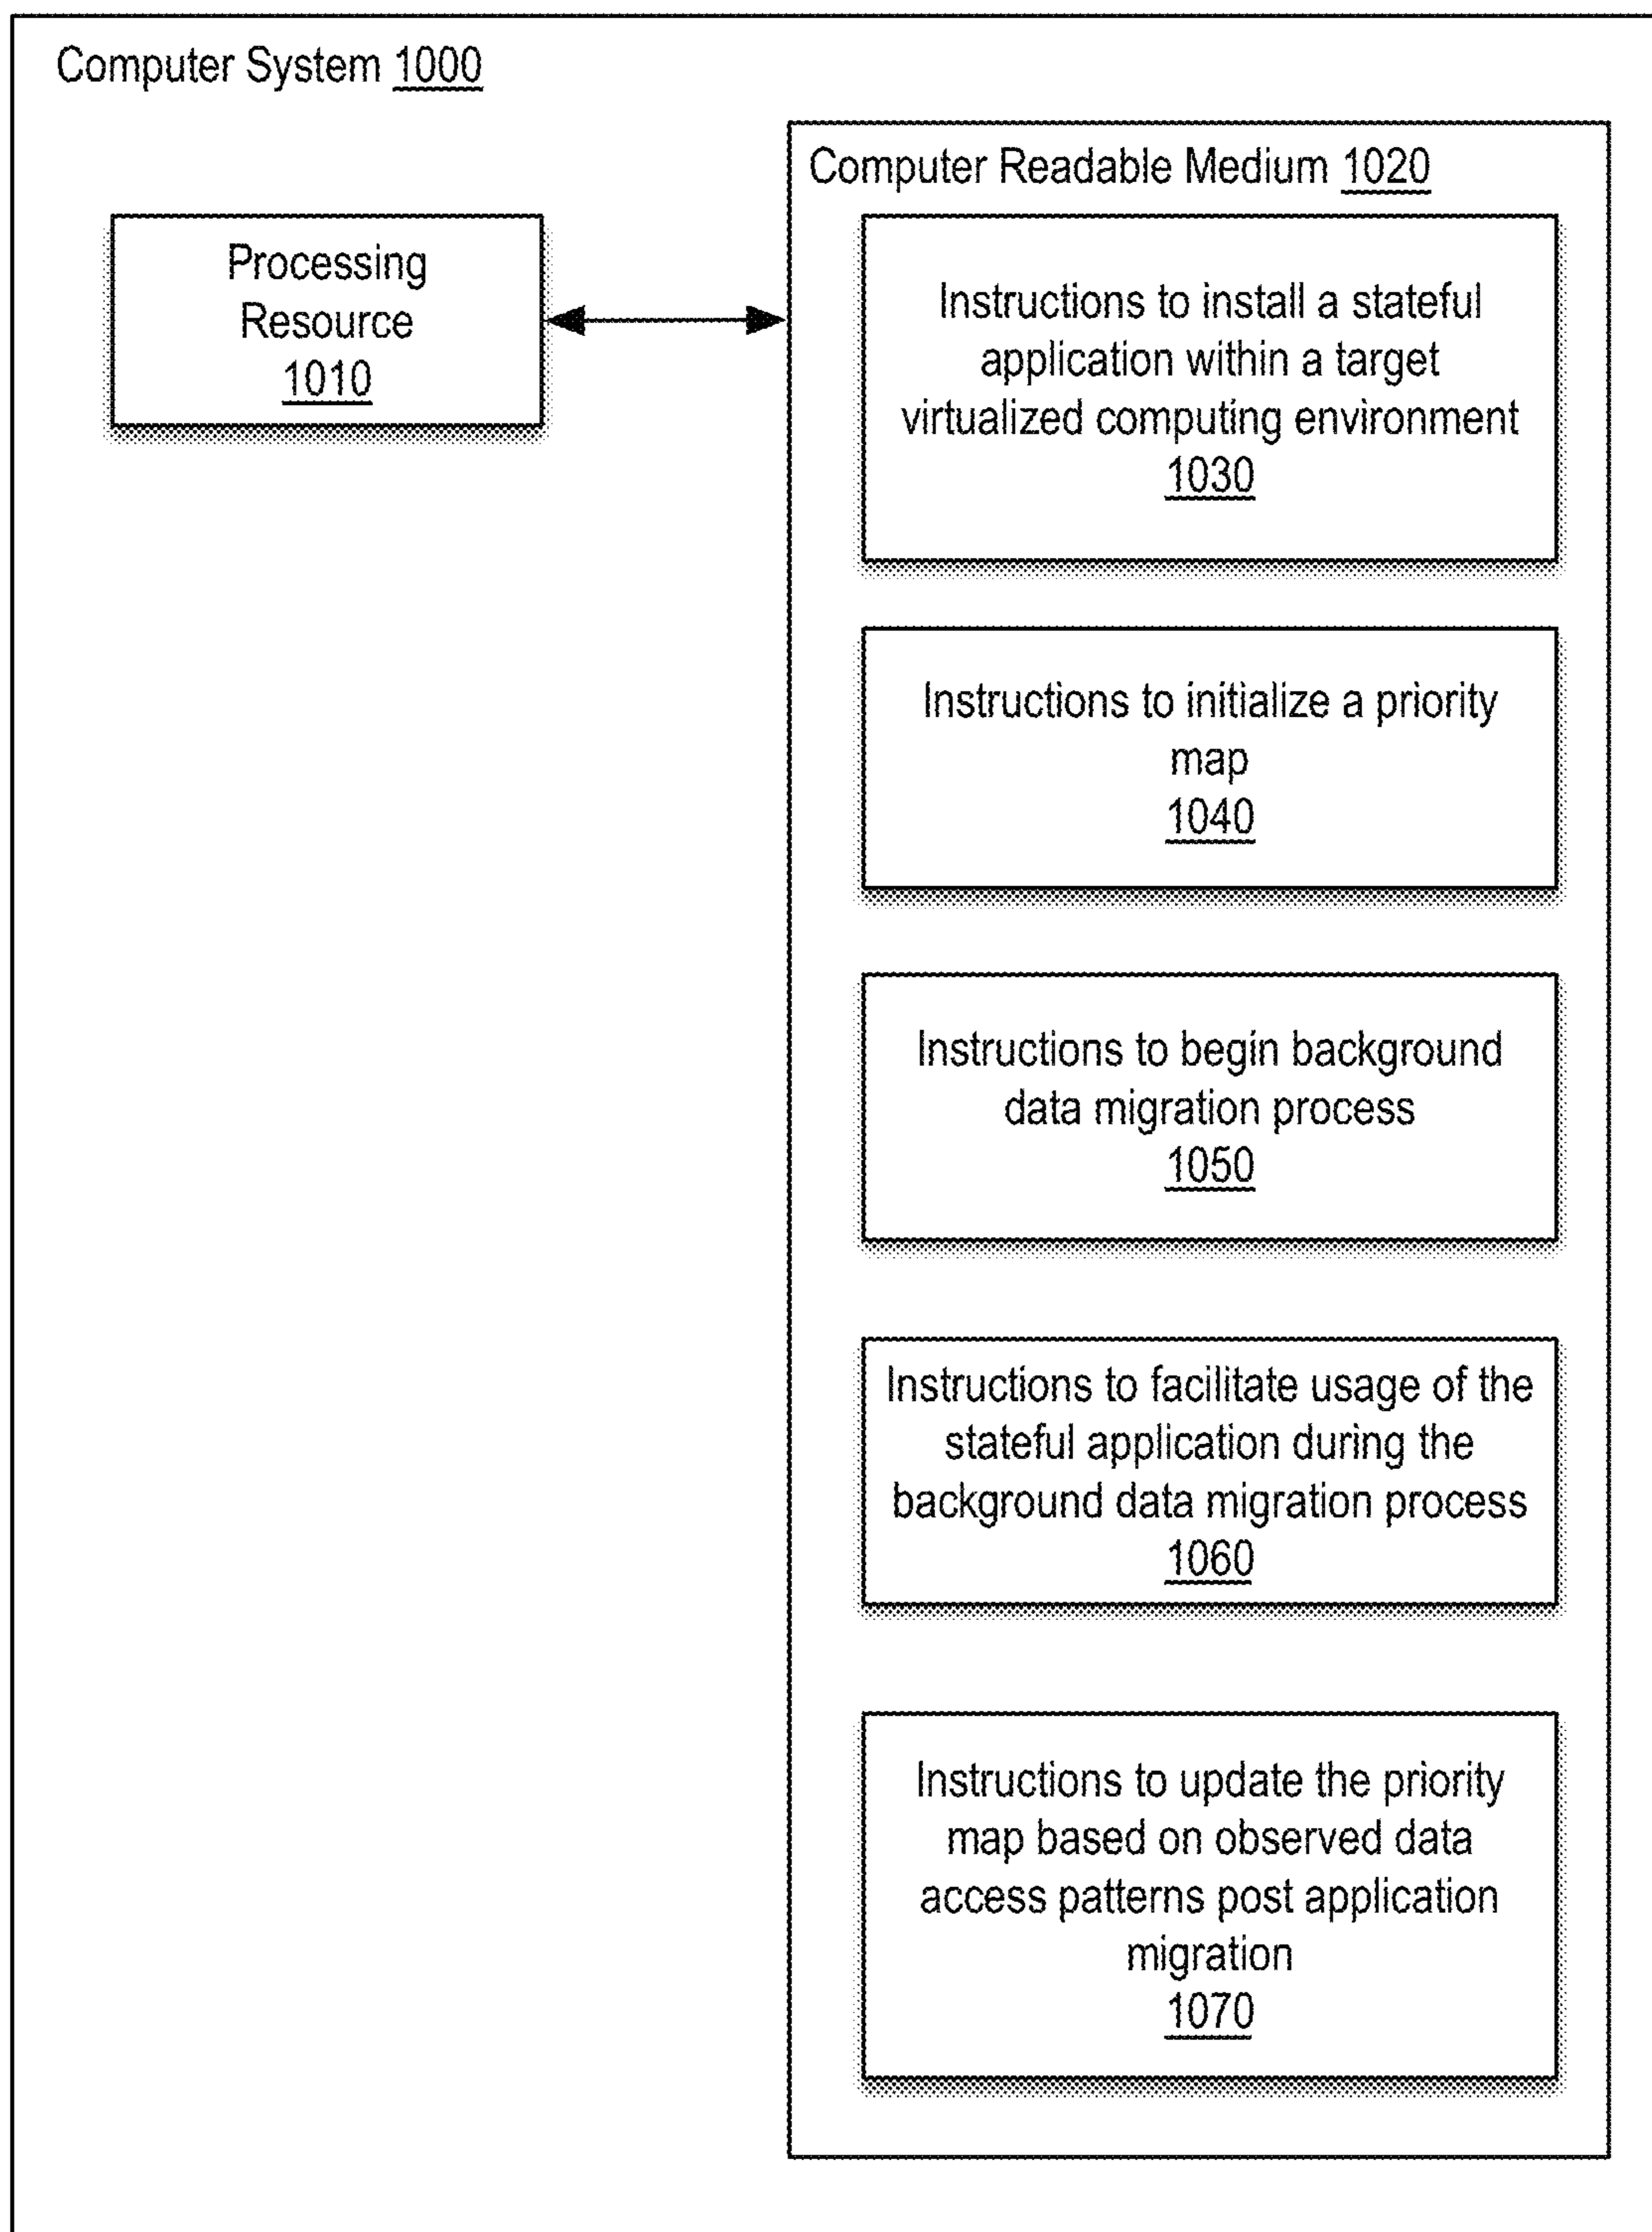 Computer System 1000
Computer Readable Medium 1020
Processing
Resource
1010
Instructions to install a stateful
application within a target
virtualized computing environment
1030
Instructions to initialize a priority
map
1040
Instructions to begin background
data migration process
1050
Instructions to facilitate usage of the
stateful application during the
background data migration process
1060
Instructions to update the priority
map based on observed data
access patterns post application
migration
1070